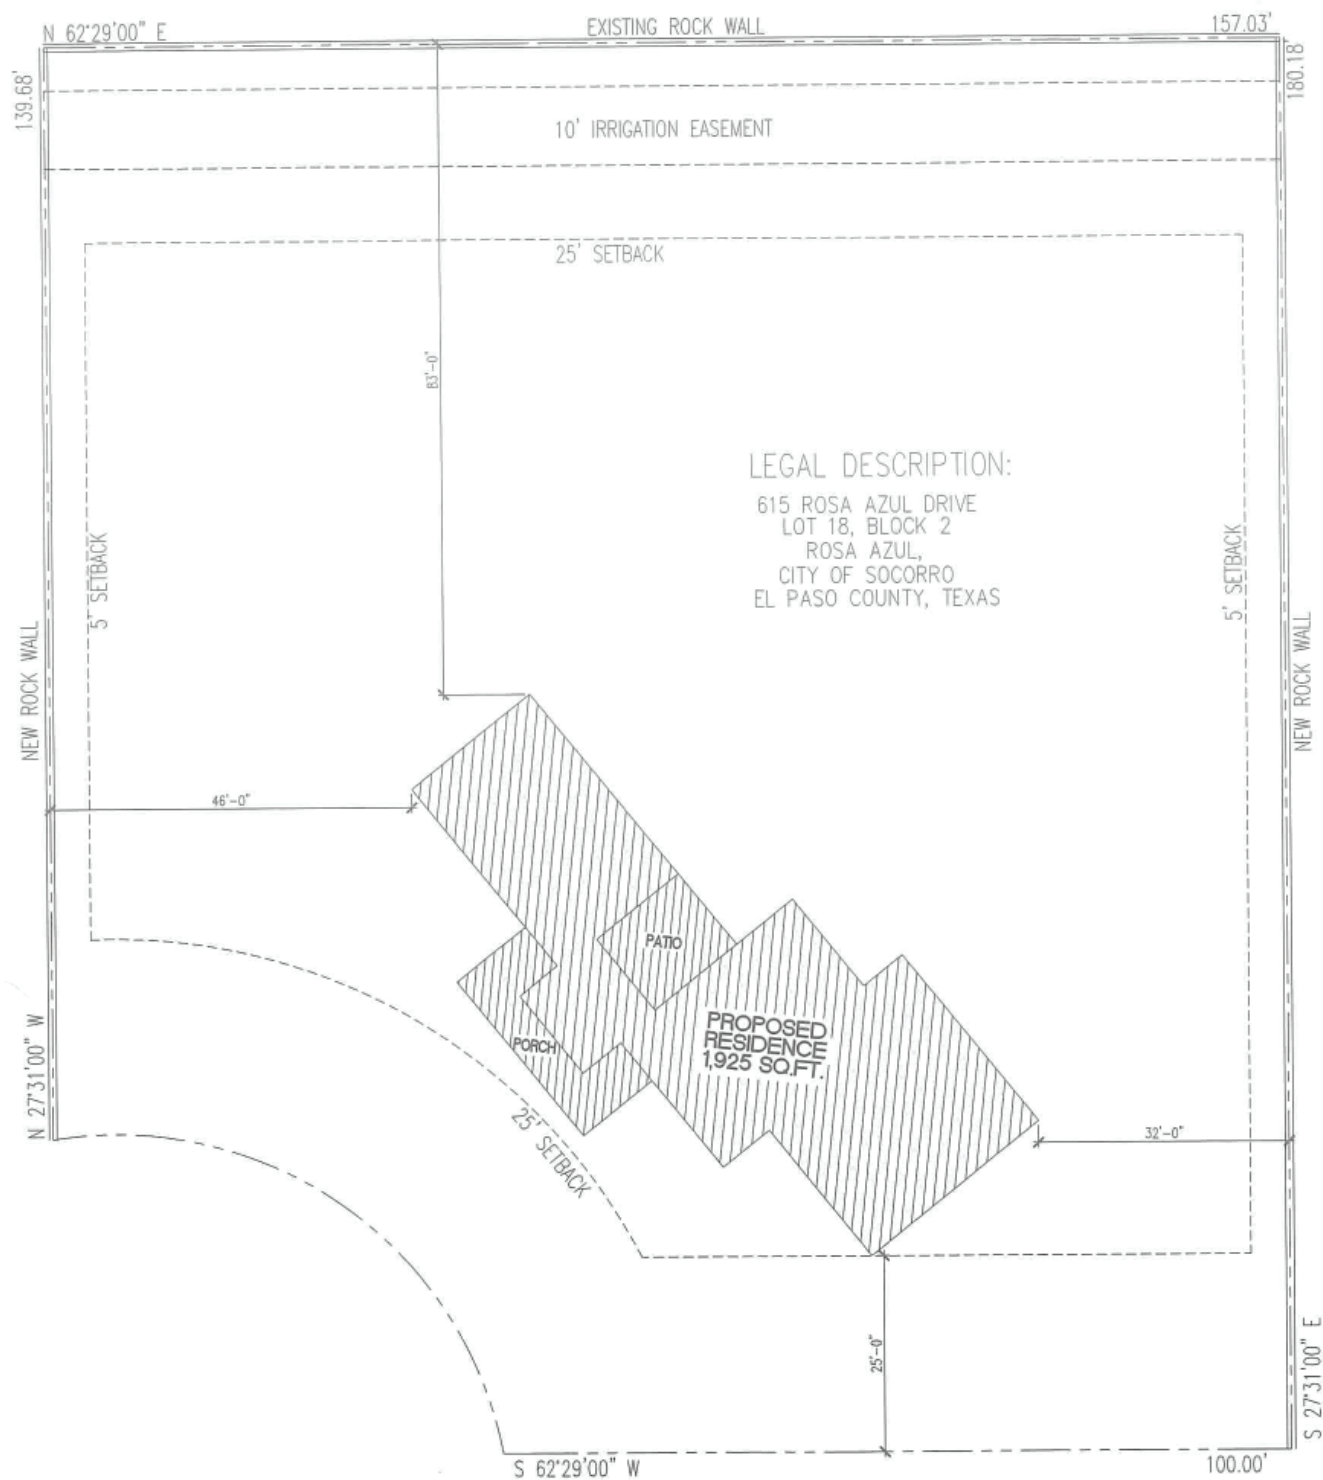 N 62°29'00" E
EXISTING ROCK WALL
157.03'
139.68'
180.18
10' IRRIGATION EASEMENT
25' SETBACK
83'-0"
LEGAL DESCRIPTION:
615 ROSA AZUL DRIVE
LOT 18, BLOCK 2
ROSA AZUL,
CITY OF SOCORRO
EL PASO COUNTY, TEXAS
5' SETBACK
5' SETBACK
NEW ROCK WALL
NEW ROCK WALL
46'-0"
PATIO
PROPOSED
RESIDENCE
1,925 SQ.FT.
PORCH
N 27°31'00" W
25' SETBACK
32'-0"
25'-0"
S 27°31'00" E
S 62°29'00" W
100.00'